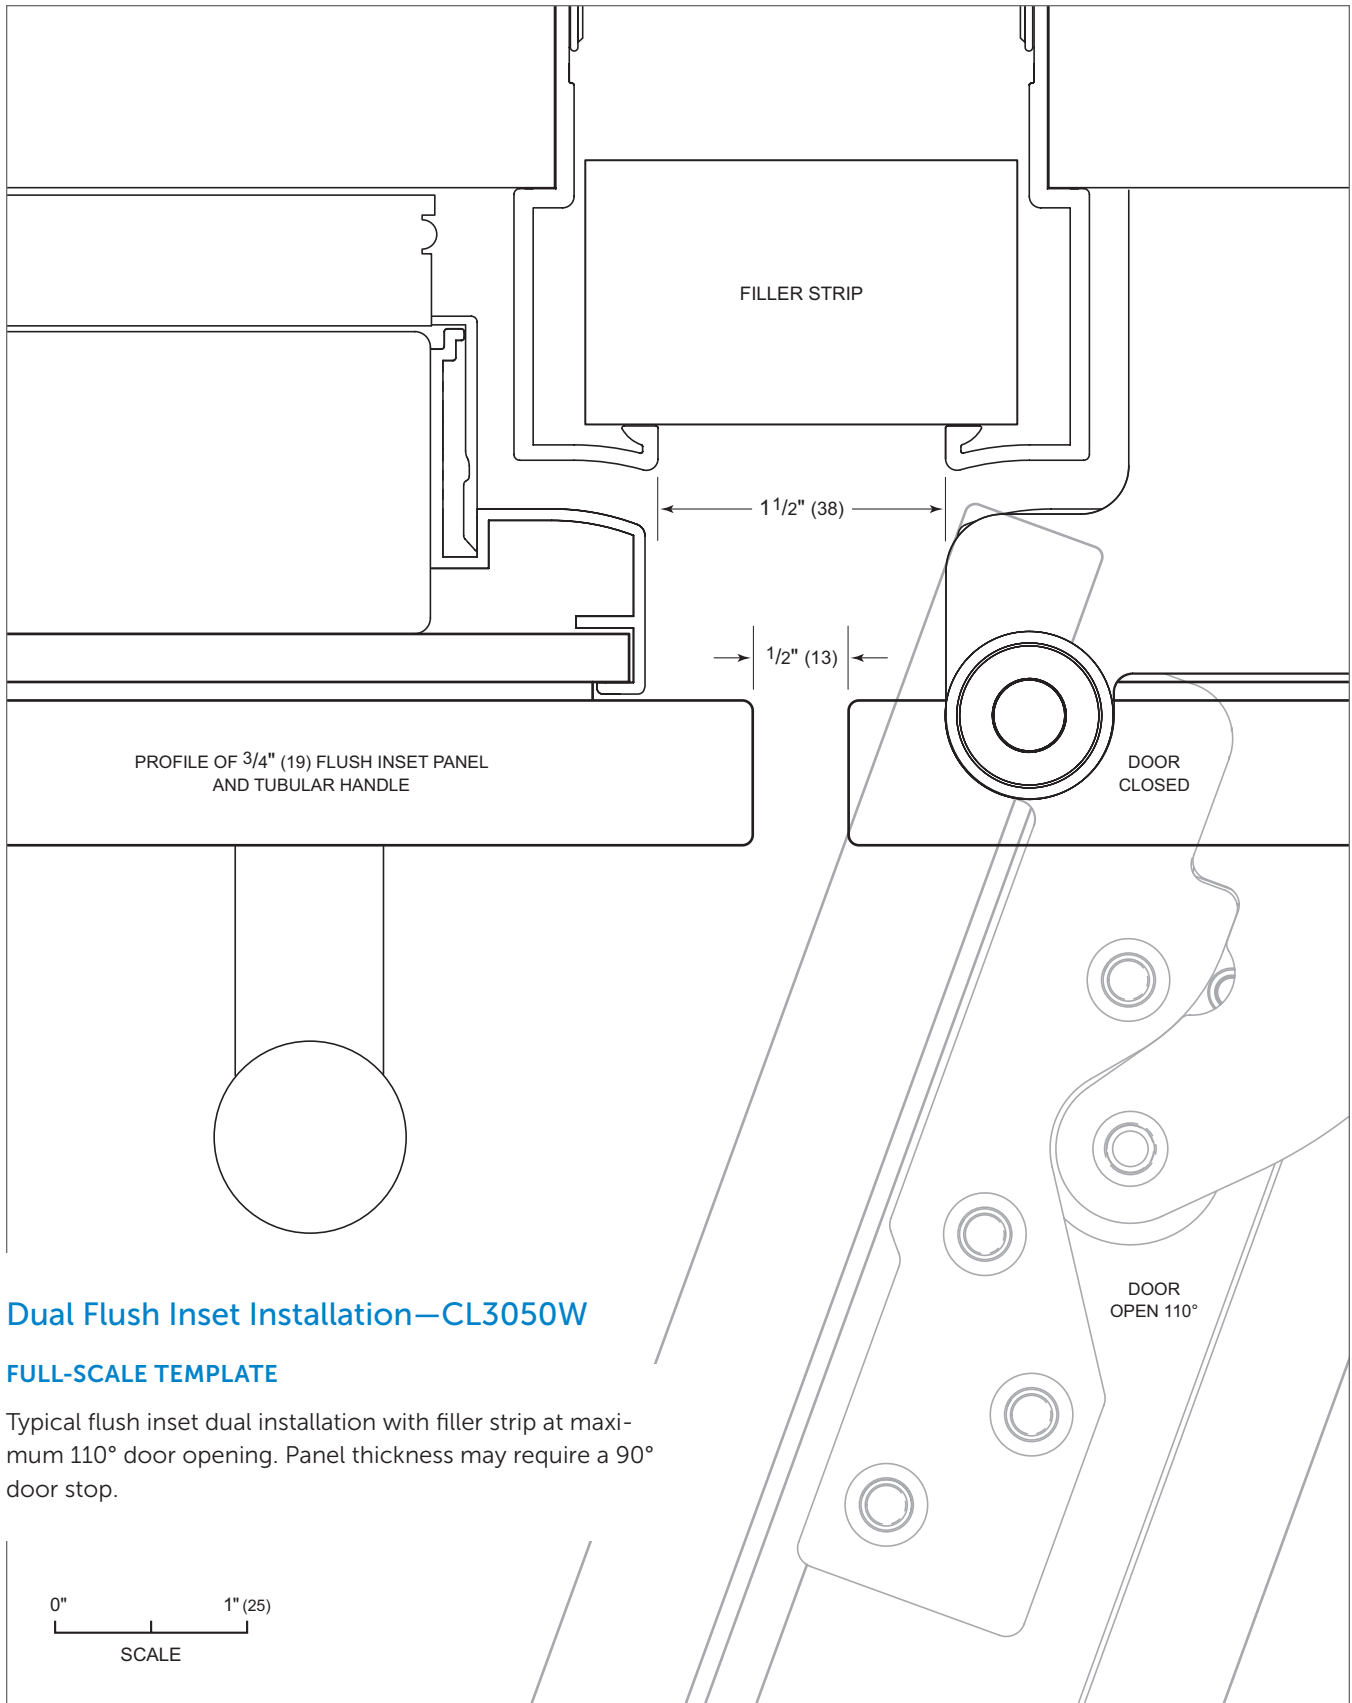 FILLER STRIP
1 1/2" (38)
1/2" (13)
PROFILE OF 3/4" (19) FLUSH INSET PANEL
AND TUBULAR HANDLE
DOOR
CLOSED
DOOR
OPEN 110°
Dual Flush Inset Installation—CL3050W
FULL-SCALE TEMPLATE
Typical flush inset dual installation with filler strip at maxi-
mum 110° door opening. Panel thickness may require a 90°
door stop.
0" 1" (25)
SCALE